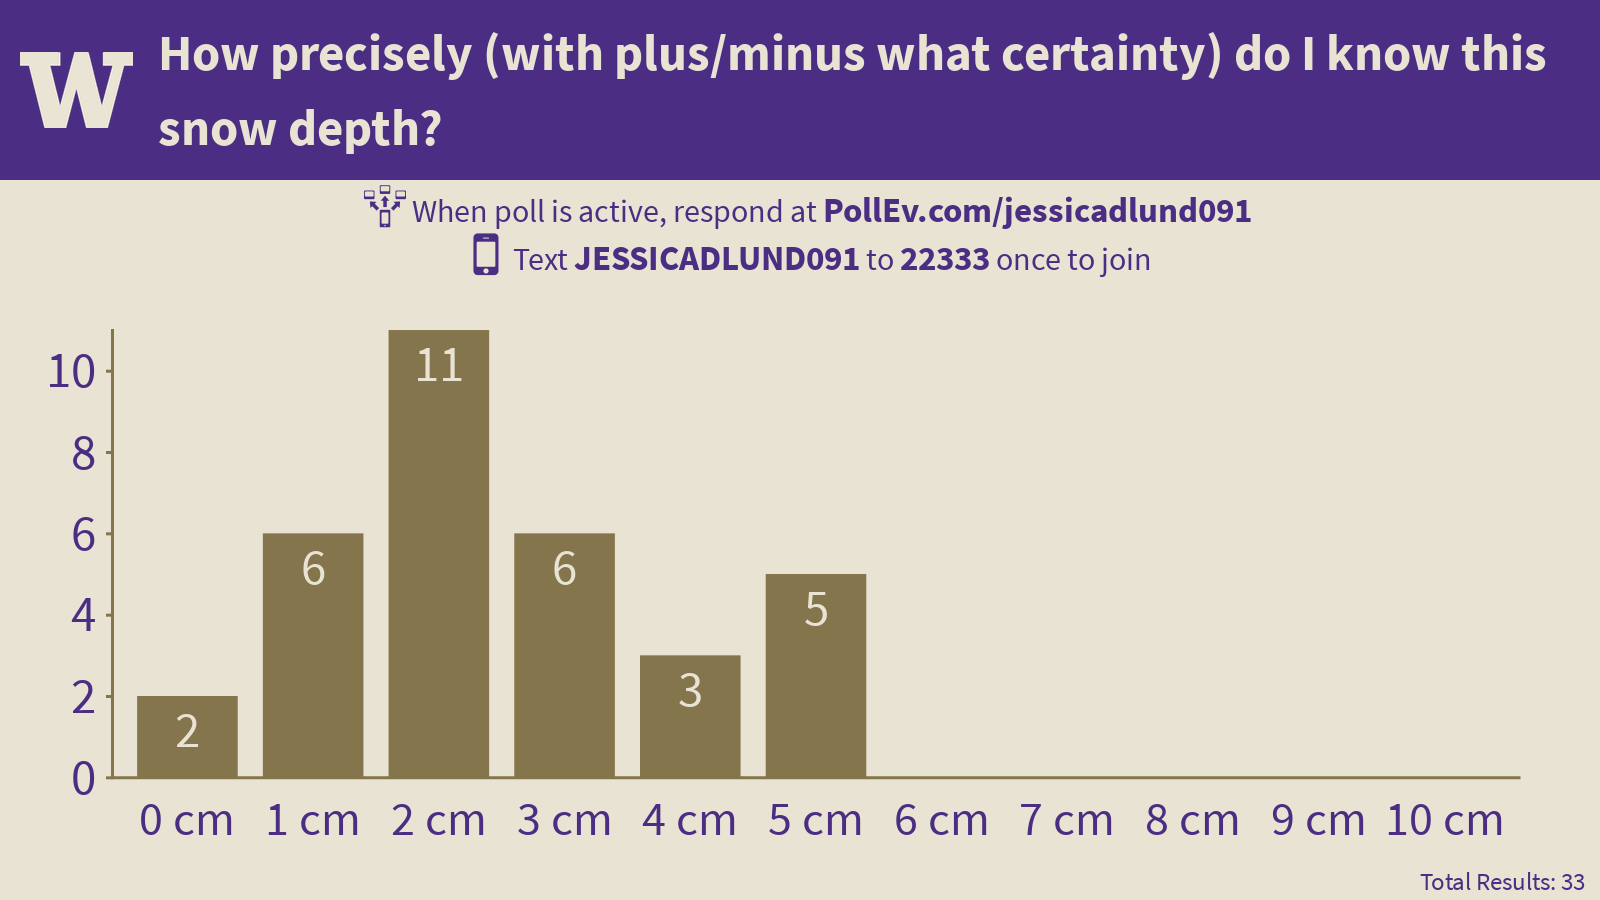 W
How precisely (with plus/minus what certainty) do I know this
snow depth?
When poll is active, respond at PollEv.com/jessicadlund091
Text JESSICADLUND091 to 22333 once to join
10
8
6
4
2
0
2
6
11
6
3
5
0 cm 1 cm 2 cm 3 cm 4 cm 5 cm 6 cm 7 cm 8 cm 9 cm 10 cm
Total Results: 33